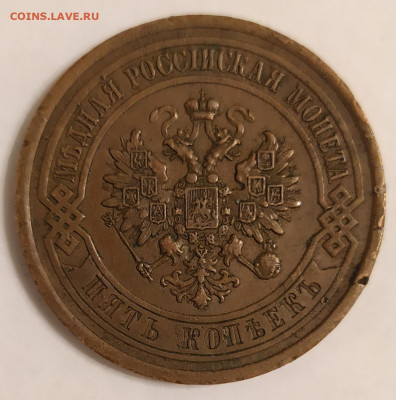 COINS.LAVE.RU
МѢДНАЯ РОССІЙСКАЯ МОНЕТА
ПЯТЬ КОПѢЕКЪ